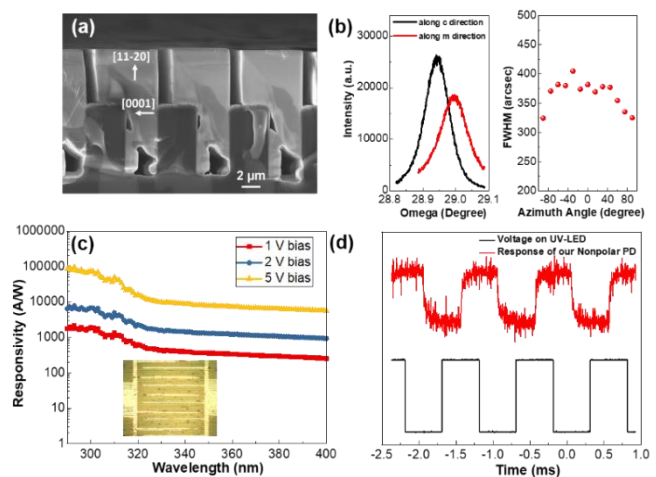 (a)
[11-20]
[0001]
2 μm
(b)
along c direction
along m direction
Intensity (a.u.)
30000
20000
10000
0
28.8 28.9 29.0 29.1
Omega (Degree)
FWHM (arcsec)
500
450
400
350
300
250
200
-80 -40 0 40 80
Azimuth Angle (degree)
(c)
1 V bias
2 V bias
5 V bias
Responsivity (A/W)
1000000
100000
10000
1000
100
10
1
300 320 340 360 380 400
Wavelength (nm)
(d)
Voltage on UV-LED
Response of our Nonpolar PD
-2.5 -2.0 -1.5 -1.0 -0.5 0.0 0.5 1.0
Time (ms)